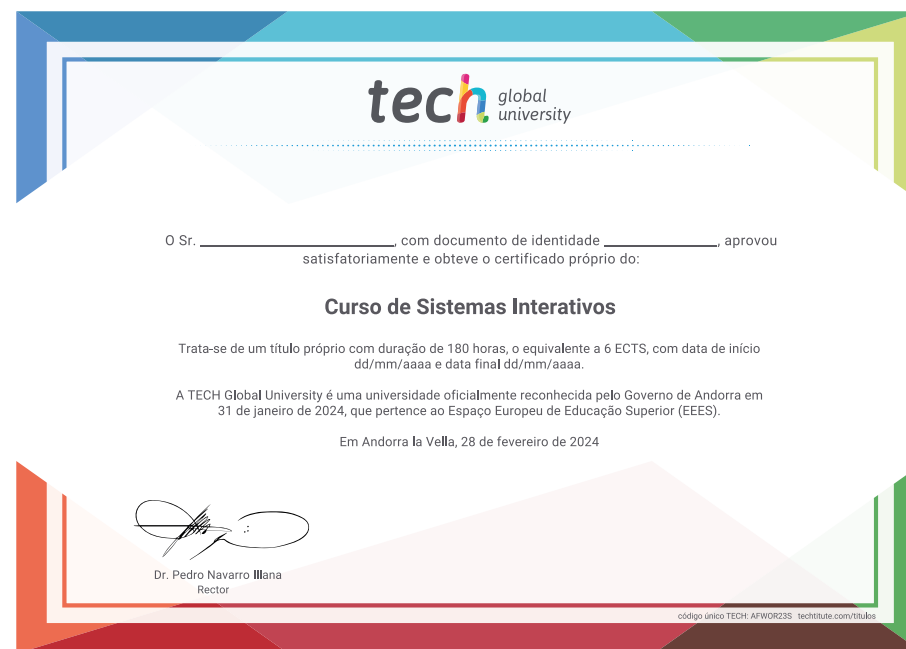 tech global university
O Sr. ____________________, com documento de identidade ____________, aprovou
satisfatoriamente e obteve o certificado próprio do:
Curso de Sistemas Interativos
Trata-se de um título próprio com duração de 180 horas, o equivalente a 6 ECTS, com data de início
dd/mm/aaaa e data final dd/mm/aaaa.
A TECH Global University é uma universidade oficialmente reconhecida pelo Governo de Andorra em
31 de janeiro de 2024, que pertence ao Espaço Europeu de Educação Superior (EEES).
Em Andorra la Vella, 28 de fevereiro de 2024
Dr. Pedro Navarro Illana
Rector
código único TECH: AFWOR23S techtitute.com/titulos